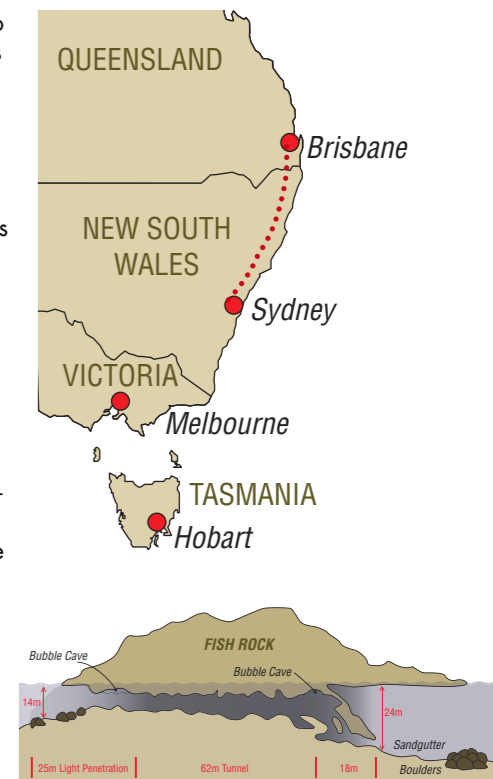 QUEENSLAND
Brisbane
NEW SOUTH
WALES
Sydney
VICTORIA
Melbourne
TASMANIA
Hobart
FISH ROCK
Bubble Cave
Bubble Cave
14m
24m
Sandgutter
25m Light Penetration
62m Tunnel
18m
Boulders